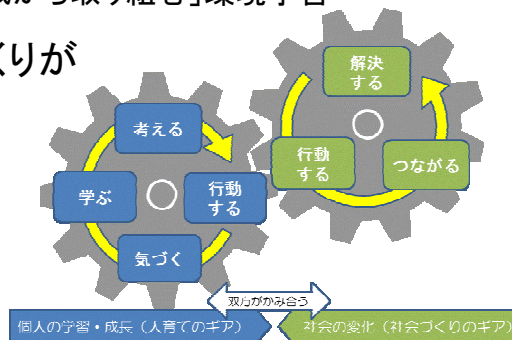 から取り組む」環境学習
くりが
解決
する
考える
行動
する
つながる
学ぶ
行動
する
気づく
双方がかみ合う
個人の学習・成長（人育てのギア）
社会の変化（社会づくりのギア）